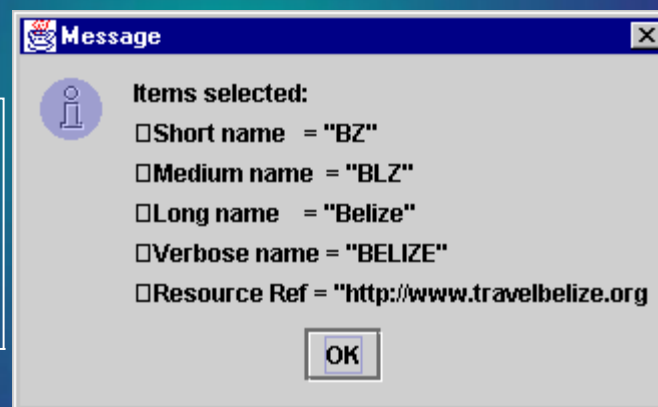 Message
Items selected:
□Short name = "BZ"
□Medium name = "BLZ"
□Long name = "Belize"
□Verbose name = "BELIZE"
□Resource Ref = "http://www.travelbelize.org
OK